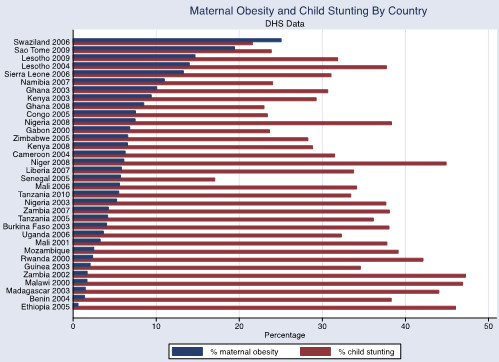 Maternal Obesity and Child Stunting By Country
DHS Data
Swaziland 2006
Sao Tome 2009
Lesotho 2009
Lesotho 2004
Sierra Leone 2006
Namibia 2007
Ghana 2003
Kenya 2003
Ghana 2008
Congo 2005
Nigeria 2008
Gabon 2000
Zimbabwe 2005
Kenya 2008
Cameroon 2004
Niger 2008
Liberia 2007
Senegal 2005
Mali 2006
Tanzania 2010
Nigeria 2003
Zambia 2007
Tanzania 2005
Burkina Faso 2003
Uganda 2006
Mali 2001
Mozambique
Rwanda 2000
Guinea 2003
Zambia 2002
Malawi 2000
Madagascar 2003
Benin 2004
Ethiopia 2005
0 10 20 30 40 50
Percentage
% maternal obesity % child stunting